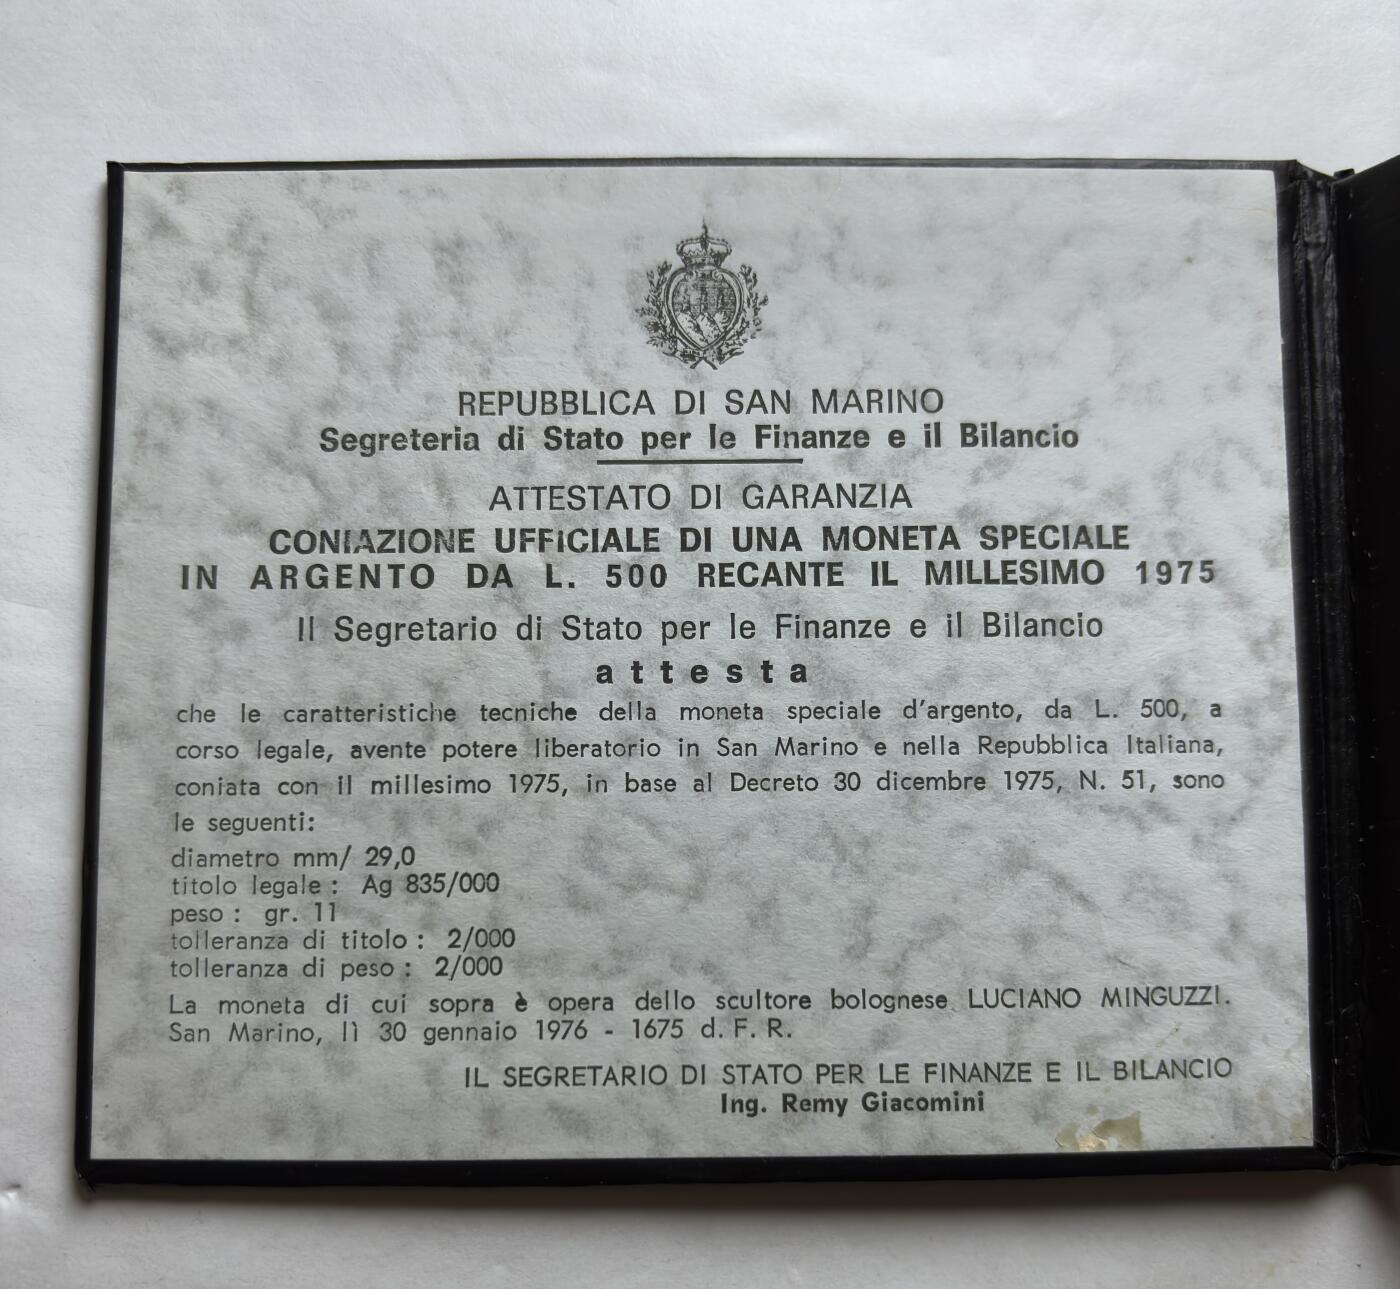 REPUBBLICA DI SAN MARINO
Segreteria di Stato per le Finanze e il Bilancio
ATTESTATO DI GARANZIA
CONIAZIONE UFFICIALE DI UNA MONETA SPECIALE
IN ARGENTO DA L. 500 RECANTE IL MILLESIMO 1975
Il Segretario di Stato per le Finanze e il Bilancio
attesta
che le caratteristiche tecniche della moneta speciale d'argento, da L. 500, a
corso legale, avente potere liberatorio in San Marino e nella Repubblica Italiana,
coniata con il millesimo 1975, in base al Decreto 30 dicembre 1975, N. 51, sono
le seguenti:
diametro mm/ 29,0
titolo legale : Ag 835/000
peso : gr. 11
tolleranza di titolo : 2/000
tolleranza di peso : 2/000
La moneta di cui sopra è opera dello scultore bolognese LUCIANO MINGUZZI.
San Marino, lì 30 gennaio 1976 - 1675 d. F. R.
IL SEGRETARIO DI STATO PER LE FINANZE E IL BILANCIO
Ing. Remy Giacomini